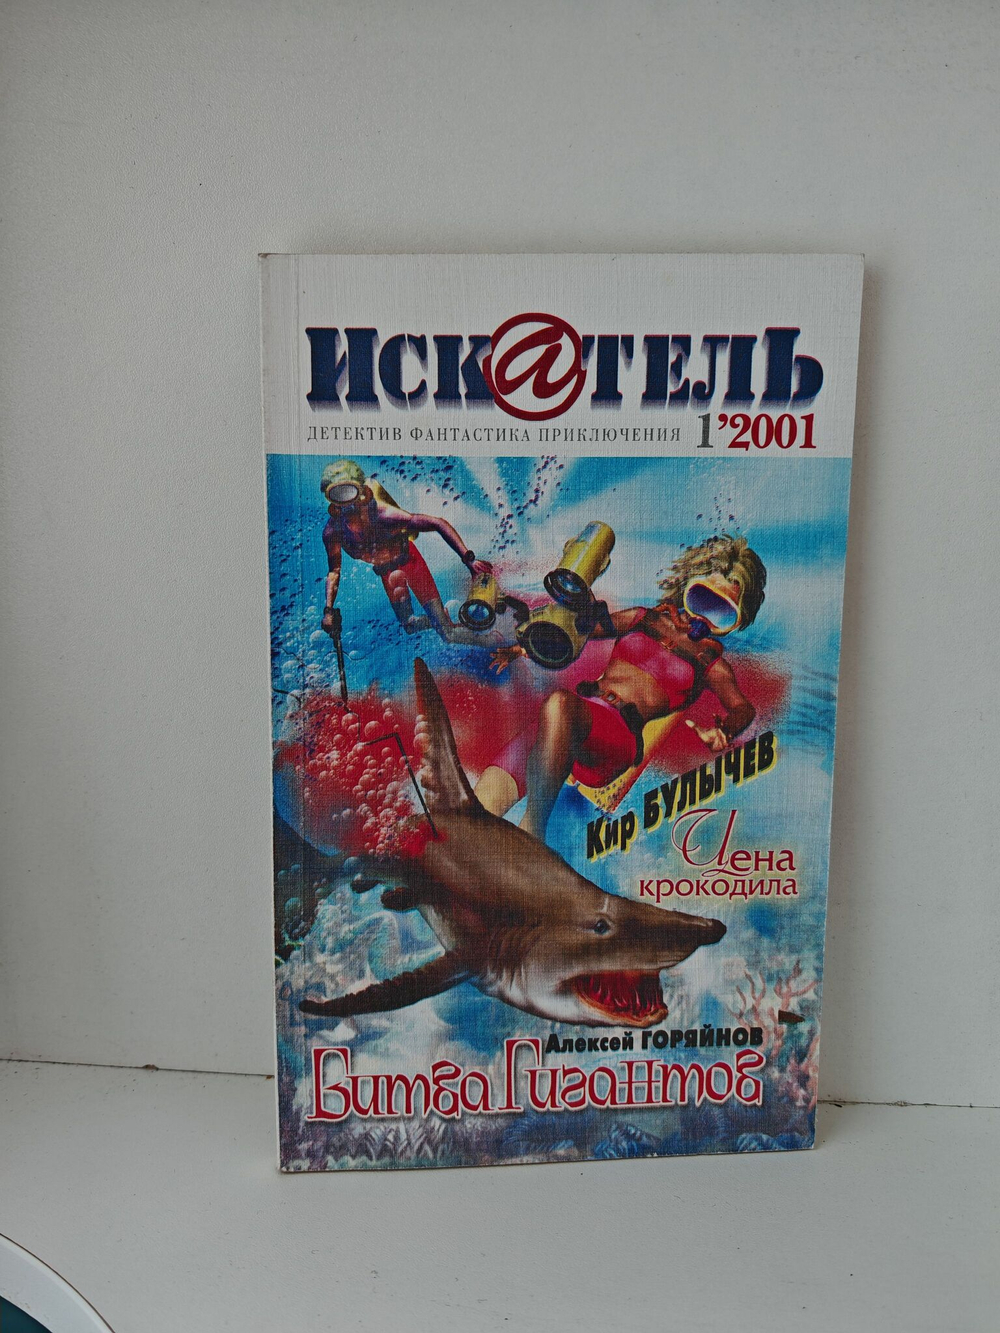 ИСК@ТЕЛЬ
ДЕТЕКТИВ ФАНТАСТИКА ПРИКЛЮЧЕНИЯ 1'2001
Кир БУЛЫЧЕВ
Цена
крокодила
Алексей ГОРЯЙНОВ
Битва Гигантов